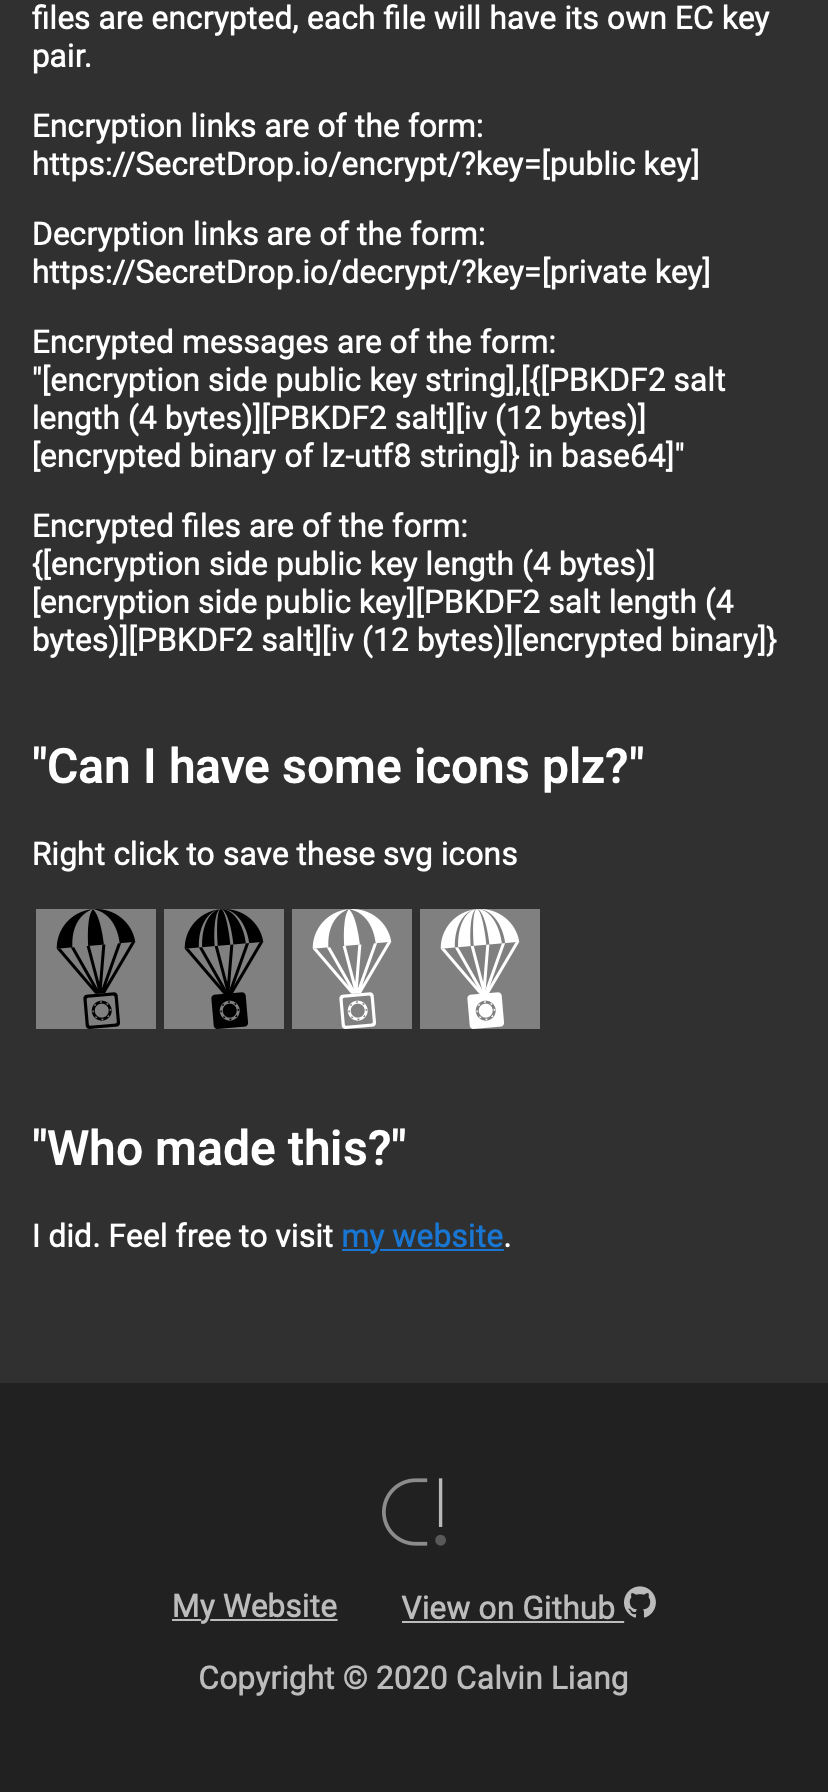 files are encrypted, each file will have its own EC key
pair.
Encryption links are of the form:
https://SecretDrop.io/encrypt/?key=[public key]
Decryption links are of the form:
https://SecretDrop.io/decrypt/?key=[private key]
Encrypted messages are of the form:
"[encryption side public key string],[{[PBKDF2 salt
length (4 bytes)][PBKDF2 salt][iv (12 bytes)]
[encrypted binary of lz-utf8 string]} in base64]"
Encrypted files are of the form:
{[encryption side public key length (4 bytes)]
[encryption side public key][PBKDF2 salt length (4
bytes)][PBKDF2 salt][iv (12 bytes)][encrypted binary]}
"Can I have some icons plz?"
Right click to save these svg icons
"Who made this?"
I did. Feel free to visit my website.
My Website View on Github
Copyright © 2020 Calvin Liang